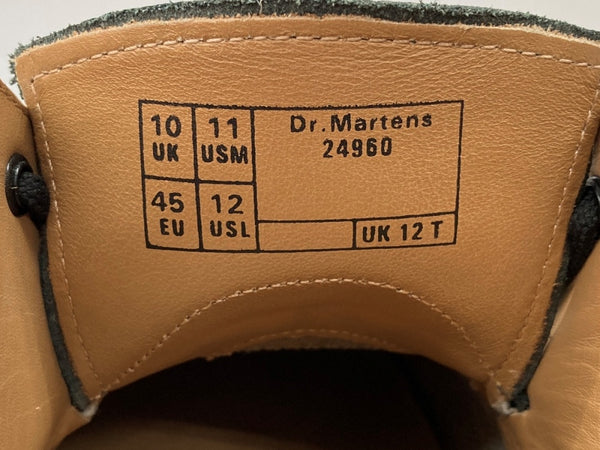 10 UK
11 USM
Dr. Martens
24960
45 EU
12 USL
UK 12 T